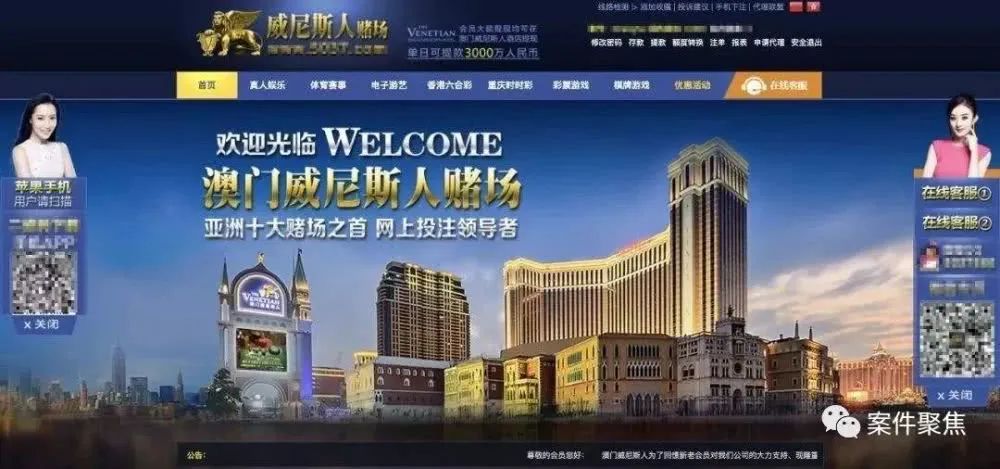 线路检测 | 添加收藏 | 投诉建议 | 手机下注 | 代理联盟
威尼斯人赌场
THE
VENETIAN
会员大额提现均可在
澳门威尼斯人酒店提现
单日可提款3000万人民币
修改密码 存款 提款 额度转换 注单 报表 申请代理 安全退出
首页 真人娱乐 体育赛事 电子游艺 香港六合彩 重庆时时彩 彩票游戏 棋牌游戏 优惠活动 在线客服
欢迎光临 WELCOME
澳门威尼斯人赌场
亚洲十大赌场之首 网上投注领导者
苹果手机
用户请扫描
x 关闭
在线客服①
在线客服②
x 关闭
THE
VENETIAN
案件聚焦
公告：
尊敬的会员您好：
澳门威尼斯人为了回馈新老会员对我们公司的大力支持、现隆重